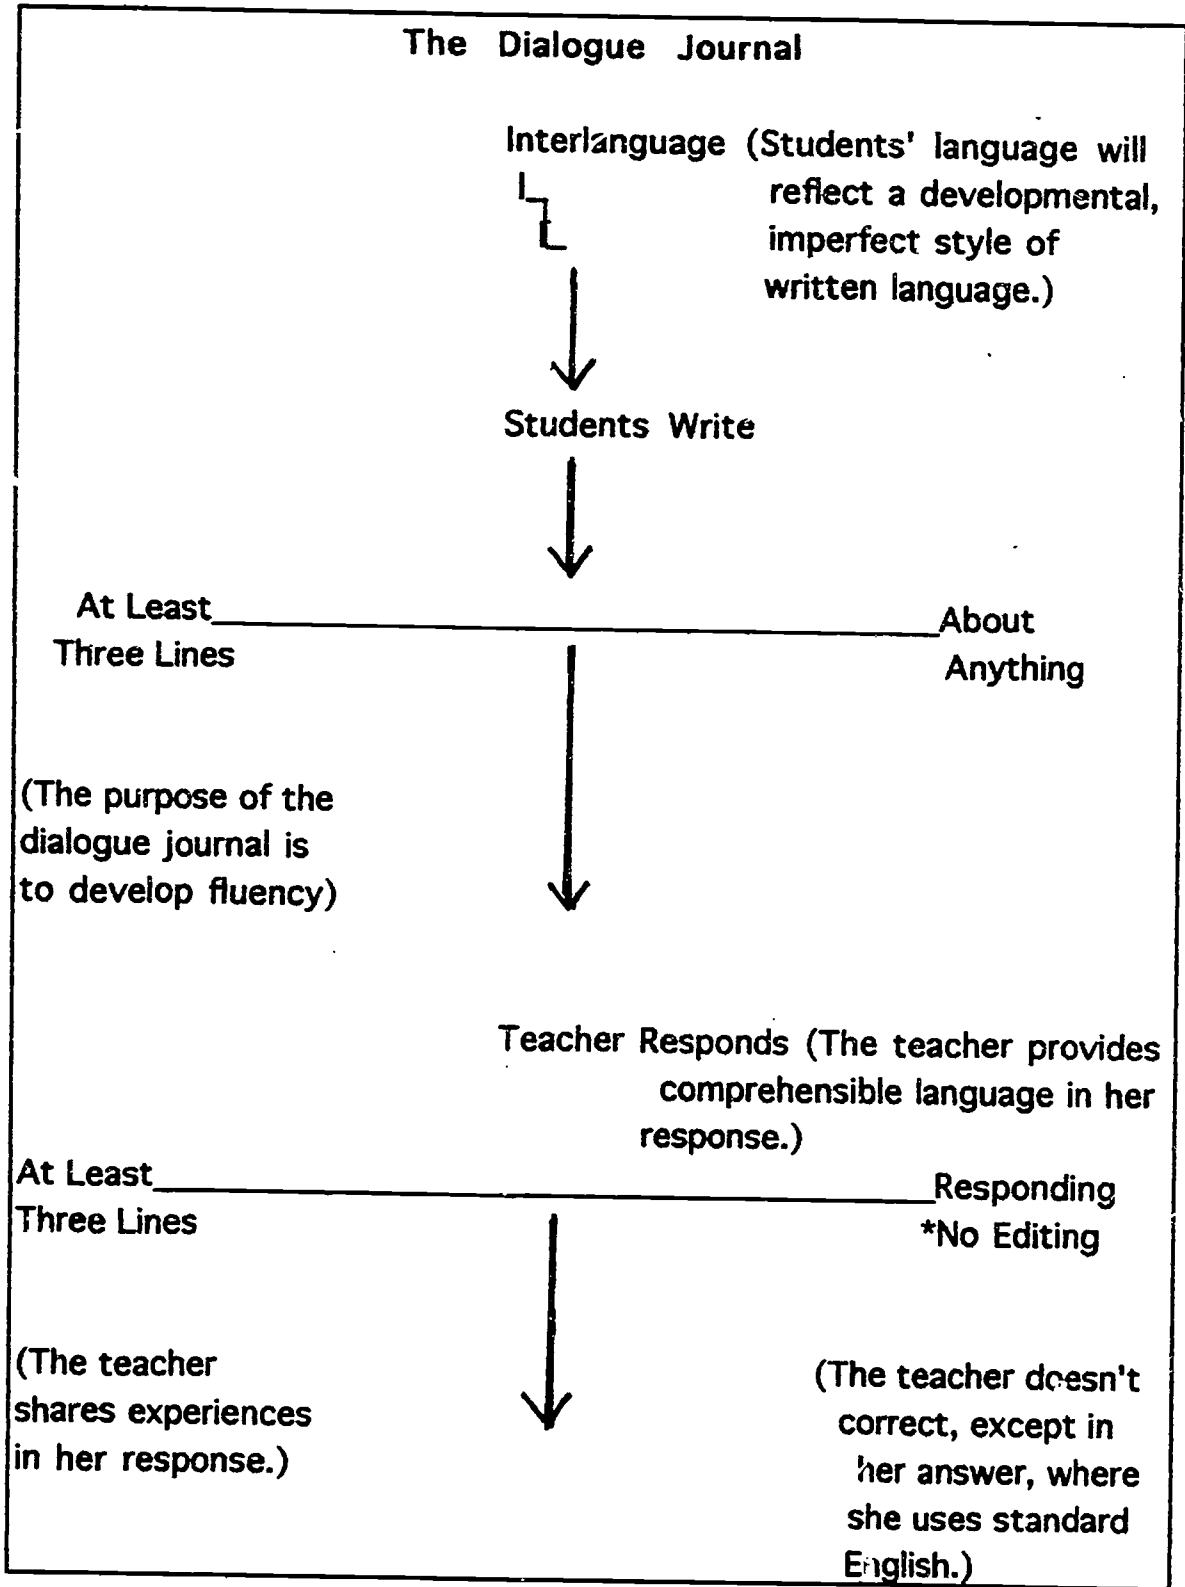 The Dialogue Journal
Interlanguage (Students' language will
reflect a developmental,
imperfect style of
written language.)
Students Write
At Least About
Three Lines Anything
(The purpose of the
dialogue journal is
to develop fluency)
Teacher Responds (The teacher provides
comprehensible language in her
response.)
At Least Responding
Three Lines *No Editing
(The teacher (The teacher doesn't
shares experiences correct, except in
in her response.) her answer, where
she uses standard
English.)